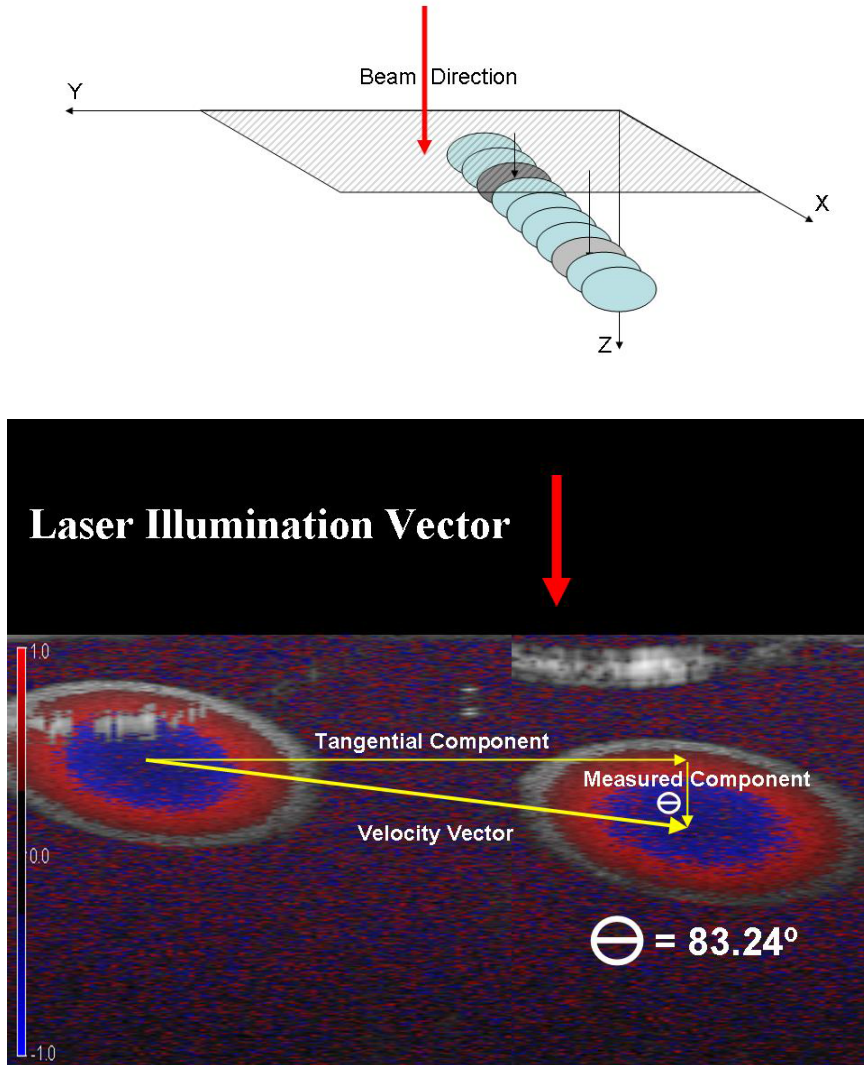 Beam Direction
Y
X
Z
Laser Illumination Vector
1.0
Tangential Component
Measured Component
Θ
Velocity Vector
0.0
Θ = 83.24º
-1.0